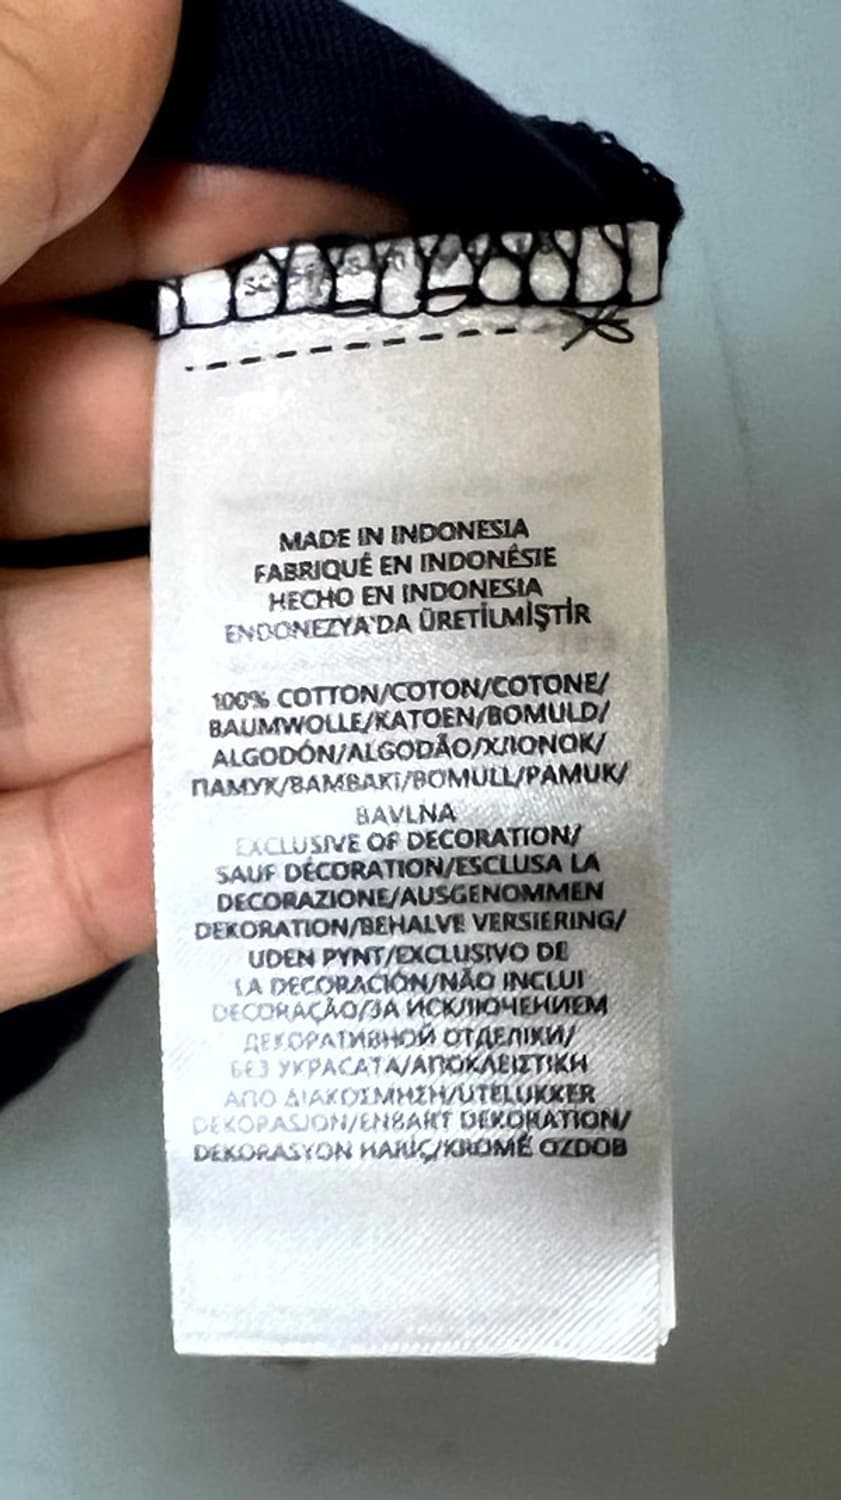 MADE IN INDONESIA
FABRIQUÉ EN INDONÉSIE
HECHO EN INDONESIA
ENDONEZYA'DA ÜRETİLMİŞTİR
100% COTTON/COTON/COTONE/
BAUMWOLLE/KATOEN/BOMULD/
ALGODÓN/ALGODÃO/ХЛОПОК/
ПАМУК/ΒΑΜΒΑΚΙ/BOMULL/PAMUK/
BAVLNA
EXCLUSIVE OF DECORATION/
SAUF DÉCORATION/ESCLUSA LA
DECORAZIONE/AUSGENOMMEN
DEKORATION/BEHALVE VERSIERING/
UDEN PYNT/EXCLUSIVO DE
LA DECORACIÓN/NÃO INCLUI
DECORAÇÃO/ЗА ИСКЛЮЧЕНИЕМ
ДЕКОРАТИВНОЙ ОТДЕЛКИ/
БЕЗ УКРАСАТА/ΑΠΟΚΛΕΙΣΤΙΚΗ
ΑΠΟ ΔΙΑΚΟΣΜΗΣΗ/UTELUKKER
DEKORASJON/ENBART DEKORATION/
DEKORASYON HARİÇ/KROMĚ OZDOB